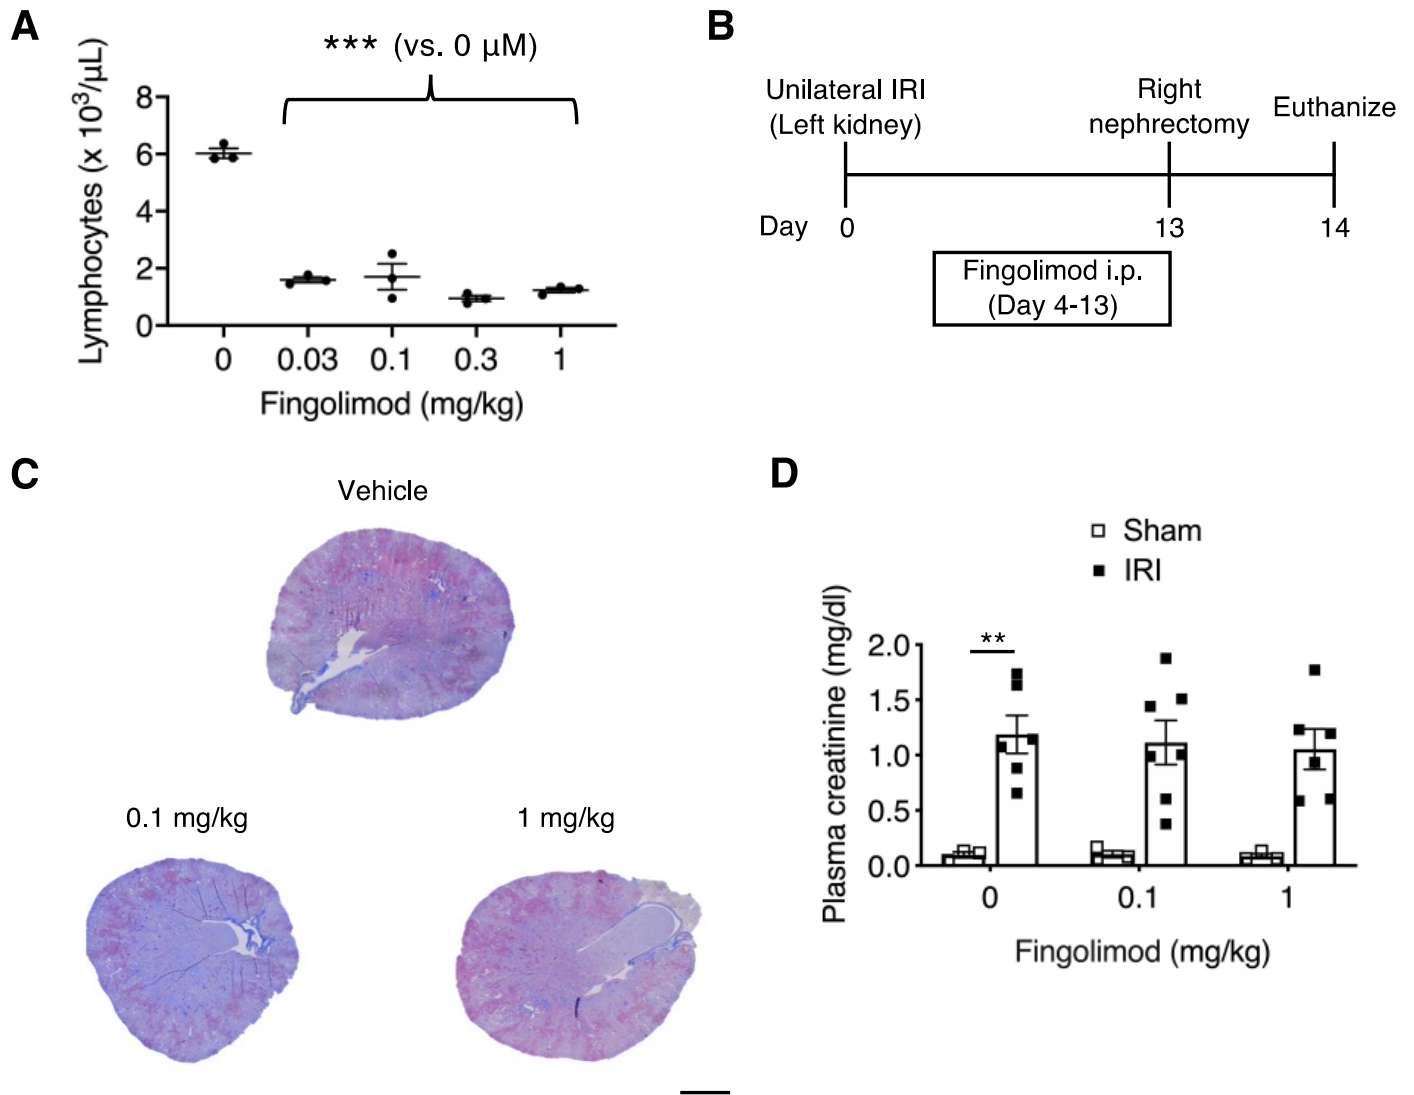 A
*** (vs. 0 μM)
Lymphocytes (x 10³/μL)
8
6
4
2
0
0 0.03 0.1 0.3 1
Fingolimod (mg/kg)
B
Unilateral IRI
(Left kidney)
Right
nephrectomy
Euthanize
Day 0 13 14
Fingolimod i.p.
(Day 4-13)
C
Vehicle
0.1 mg/kg
1 mg/kg
D
Sham
IRI
Plasma creatinine (mg/dl)
**
2.0
1.5
1.0
0.5
0.0
0 0.1 1
Fingolimod (mg/kg)